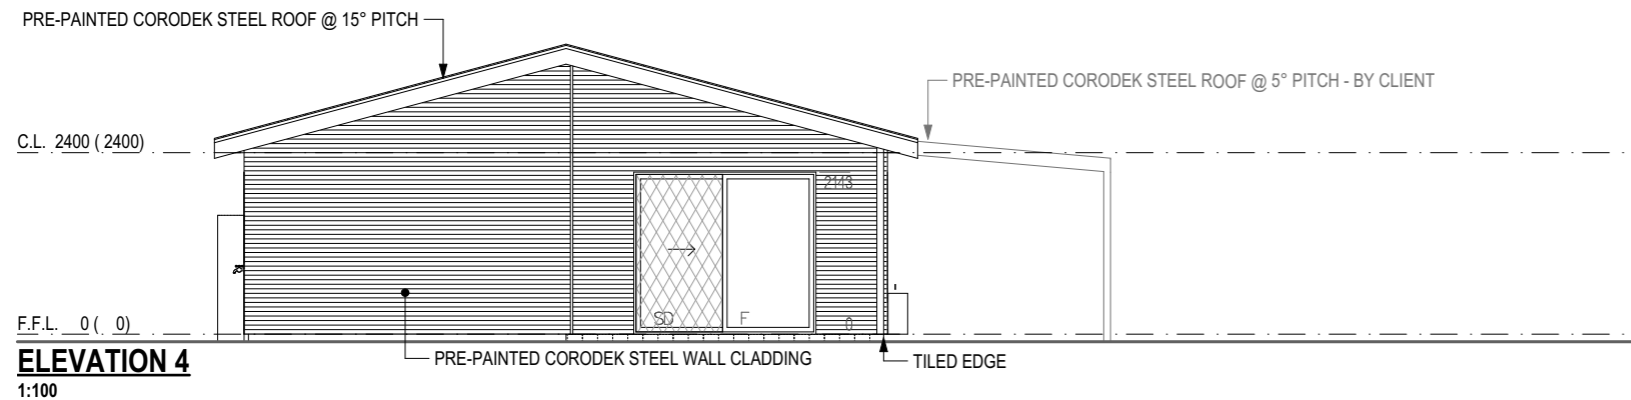 PRE-PAINTED CORODEK STEEL ROOF @ 15° PITCH
PRE-PAINTED CORODEK STEEL ROOF @ 5° PITCH - BY CLIENT
C.L. 2400 ( 2400)
2143
SD
F
0
F.F.L. 0 ( 0)
ELEVATION 4
PRE-PAINTED CORODEK STEEL WALL CLADDING
TILED EDGE
1:100